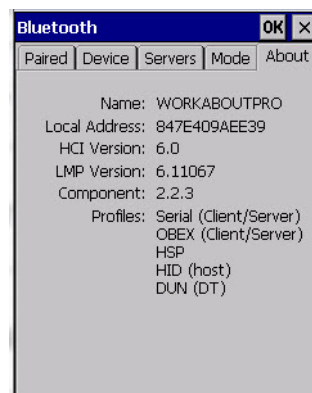 Bluetooth OK ×
Paired Device Servers Mode About
Name: WORKABOUTPRO
Local Address: 847E409AEE39
HCI Version: 6.0
LMP Version: 6.11067
Component: 2.2.3
Profiles: Serial (Client/Server)
OBEX (Client/Server)
HSP
HID (host)
DUN (DT)